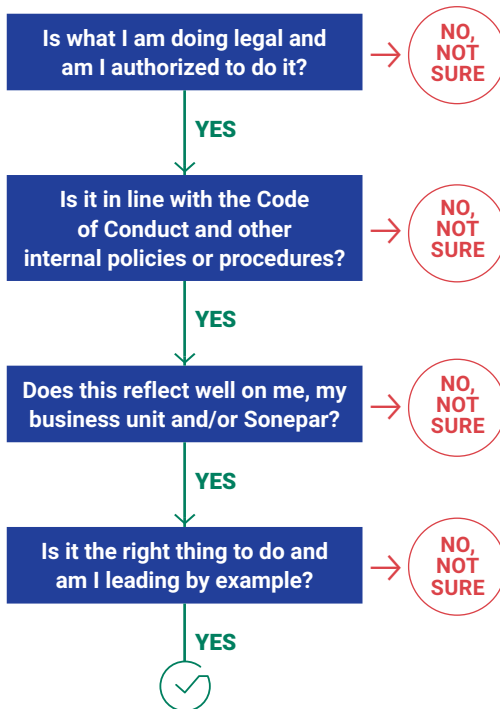 Is what I am doing legal and
am I authorized to do it?
NO,
NOT
SURE
YES
Is it in line with the Code
of Conduct and other
internal policies or procedures?
NO,
NOT
SURE
YES
Does this reflect well on me, my
business unit and/or Sonepar?
NO,
NOT
SURE
YES
Is it the right thing to do and
am I leading by example?
NO,
NOT
SURE
YES